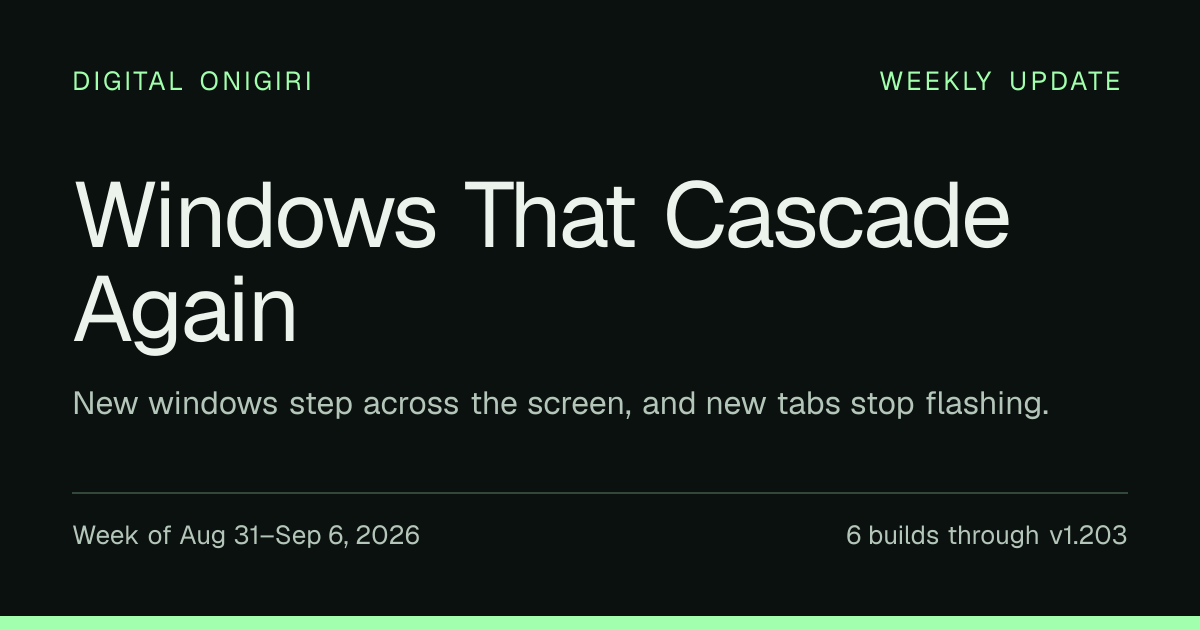 DIGITAL ONIGIRI
WEEKLY UPDATE
Windows That Cascade
Again
New windows step across the screen, and new tabs stop flashing.
Week of Aug 31–Sep 6, 2026
6 builds through v1.203